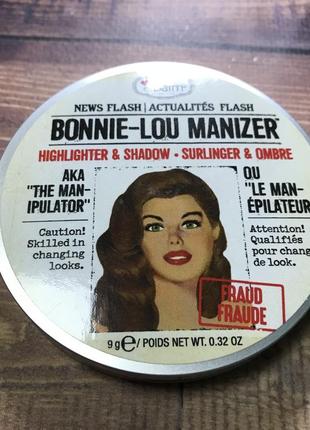 NEWS FLASH | ACTUALITÉS FLASH
BONNIE-LOU MANIZER
HIGHLIGHTER & SHADOW • SURLINGER & OMBRE
AKA
"THE MAN-
IPULATOR"
Caution!
Skilled in
changing
looks.
OU
"LE MAN-
ÉPILATEUR
Attention!
Qualifiés
pour chang
de look.
FRAUD
FRAUDE
9 g e / POIDS NET WT. 0.32 OZ